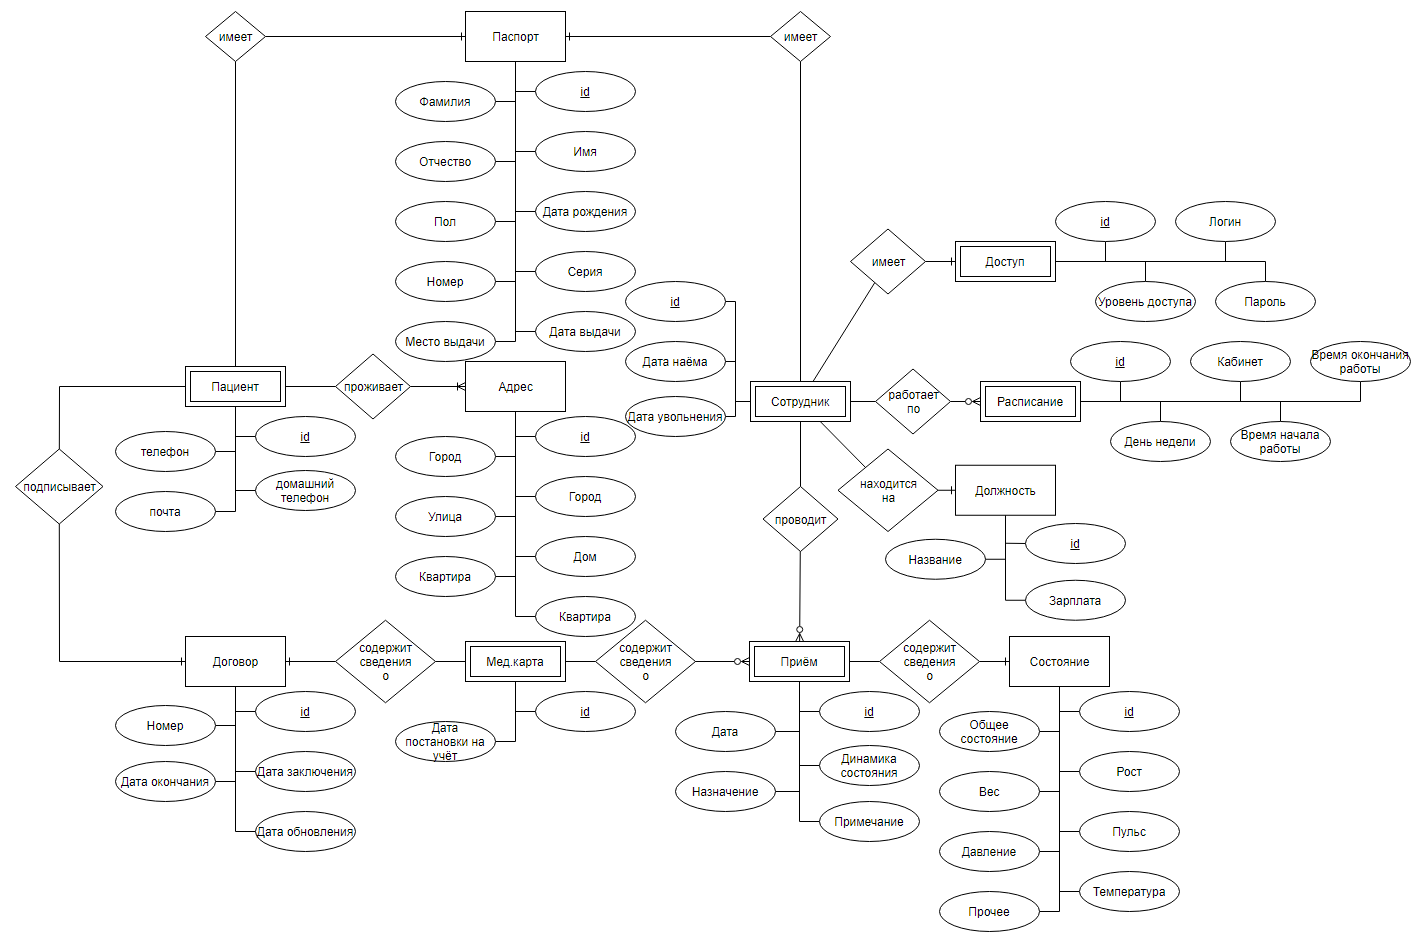 имеет
Паспорт
имеет
id
Фамилия
Имя
Отчество
Дата рождения
Пол
Серия
Номер
Дата выдачи
Место выдачи
id
Логин
имеет
Доступ
Уровень доступа
Пароль
id
Дата наёма
Дата увольнения
Сотрудник
работает
по
Расписание
id
Кабинет
Время окончания
работы
День недели
Время начала
работы
Пациент
проживает
Адрес
id
телефон
домашний
телефон
почта
подписывает
id
Город
Город
Улица
Дом
Квартира
Квартира
находится
на
Должность
id
Название
Зарплата
проводит
Договор
содержит
сведения
о
Мед.карта
содержит
сведения
о
Приём
содержит
сведения
о
Состояние
id
Номер
Дата заключения
Дата окончания
Дата обновления
id
Дата
постановки на
учёт
id
Дата
Динамика
состояния
Назначение
Примечание
id
Общее
состояние
Рост
Вес
Пульс
Давление
Температура
Прочее